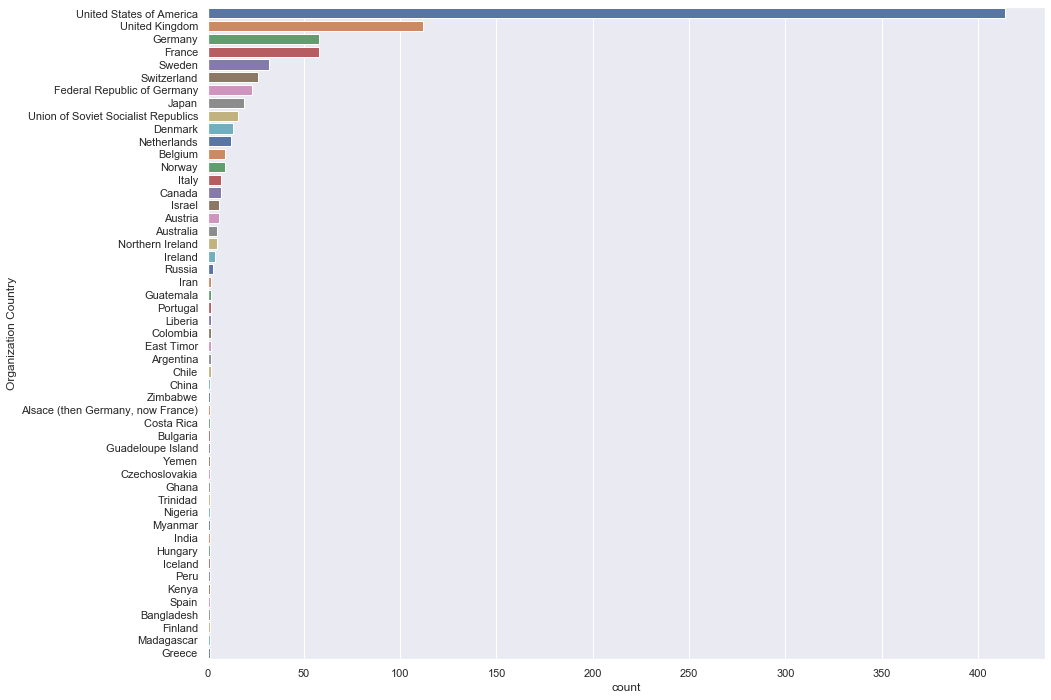 United States of America
United Kingdom
Germany
France
Sweden
Switzerland
Federal Republic of Germany
Japan
Union of Soviet Socialist Republics
Denmark
Netherlands
Belgium
Norway
Italy
Canada
Israel
Austria
Australia
Northern Ireland
Ireland
Russia
Iran
Guatemala
Portugal
Liberia
Colombia
East Timor
Argentina
Chile
China
Zimbabwe
Alsace (then Germany, now France)
Costa Rica
Bulgaria
Guadeloupe Island
Yemen
Czechoslovakia
Ghana
Trinidad
Nigeria
Myanmar
India
Hungary
Iceland
Peru
Kenya
Spain
Bangladesh
Finland
Madagascar
Greece
Organization Country
0 50 100 150 200 250 300 350 400
count